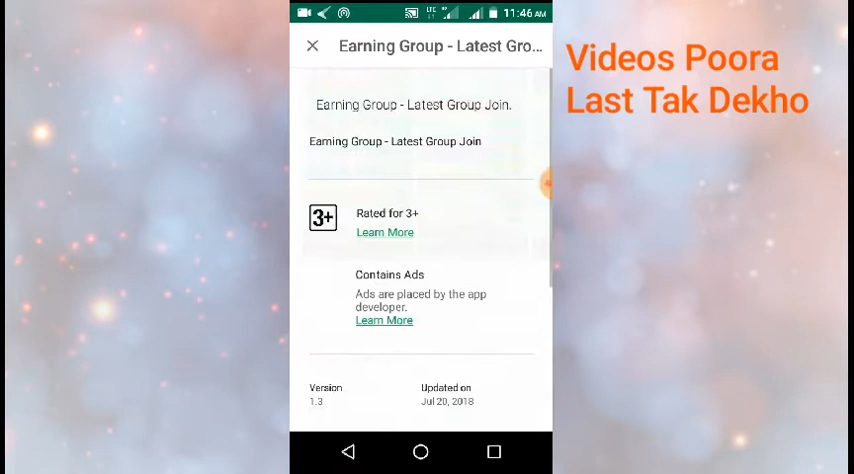 11:46 AM
Earning Group - Latest Gro...
Videos Poora
Last Tak Dekho
Earning Group - Latest Group Join.
Earning Group - Latest Group Join
3+
Rated for 3+
Learn More
Contains Ads
Ads are placed by the app
developer.
Learn More
Version
Updated on
1.3
Jul 20, 2018